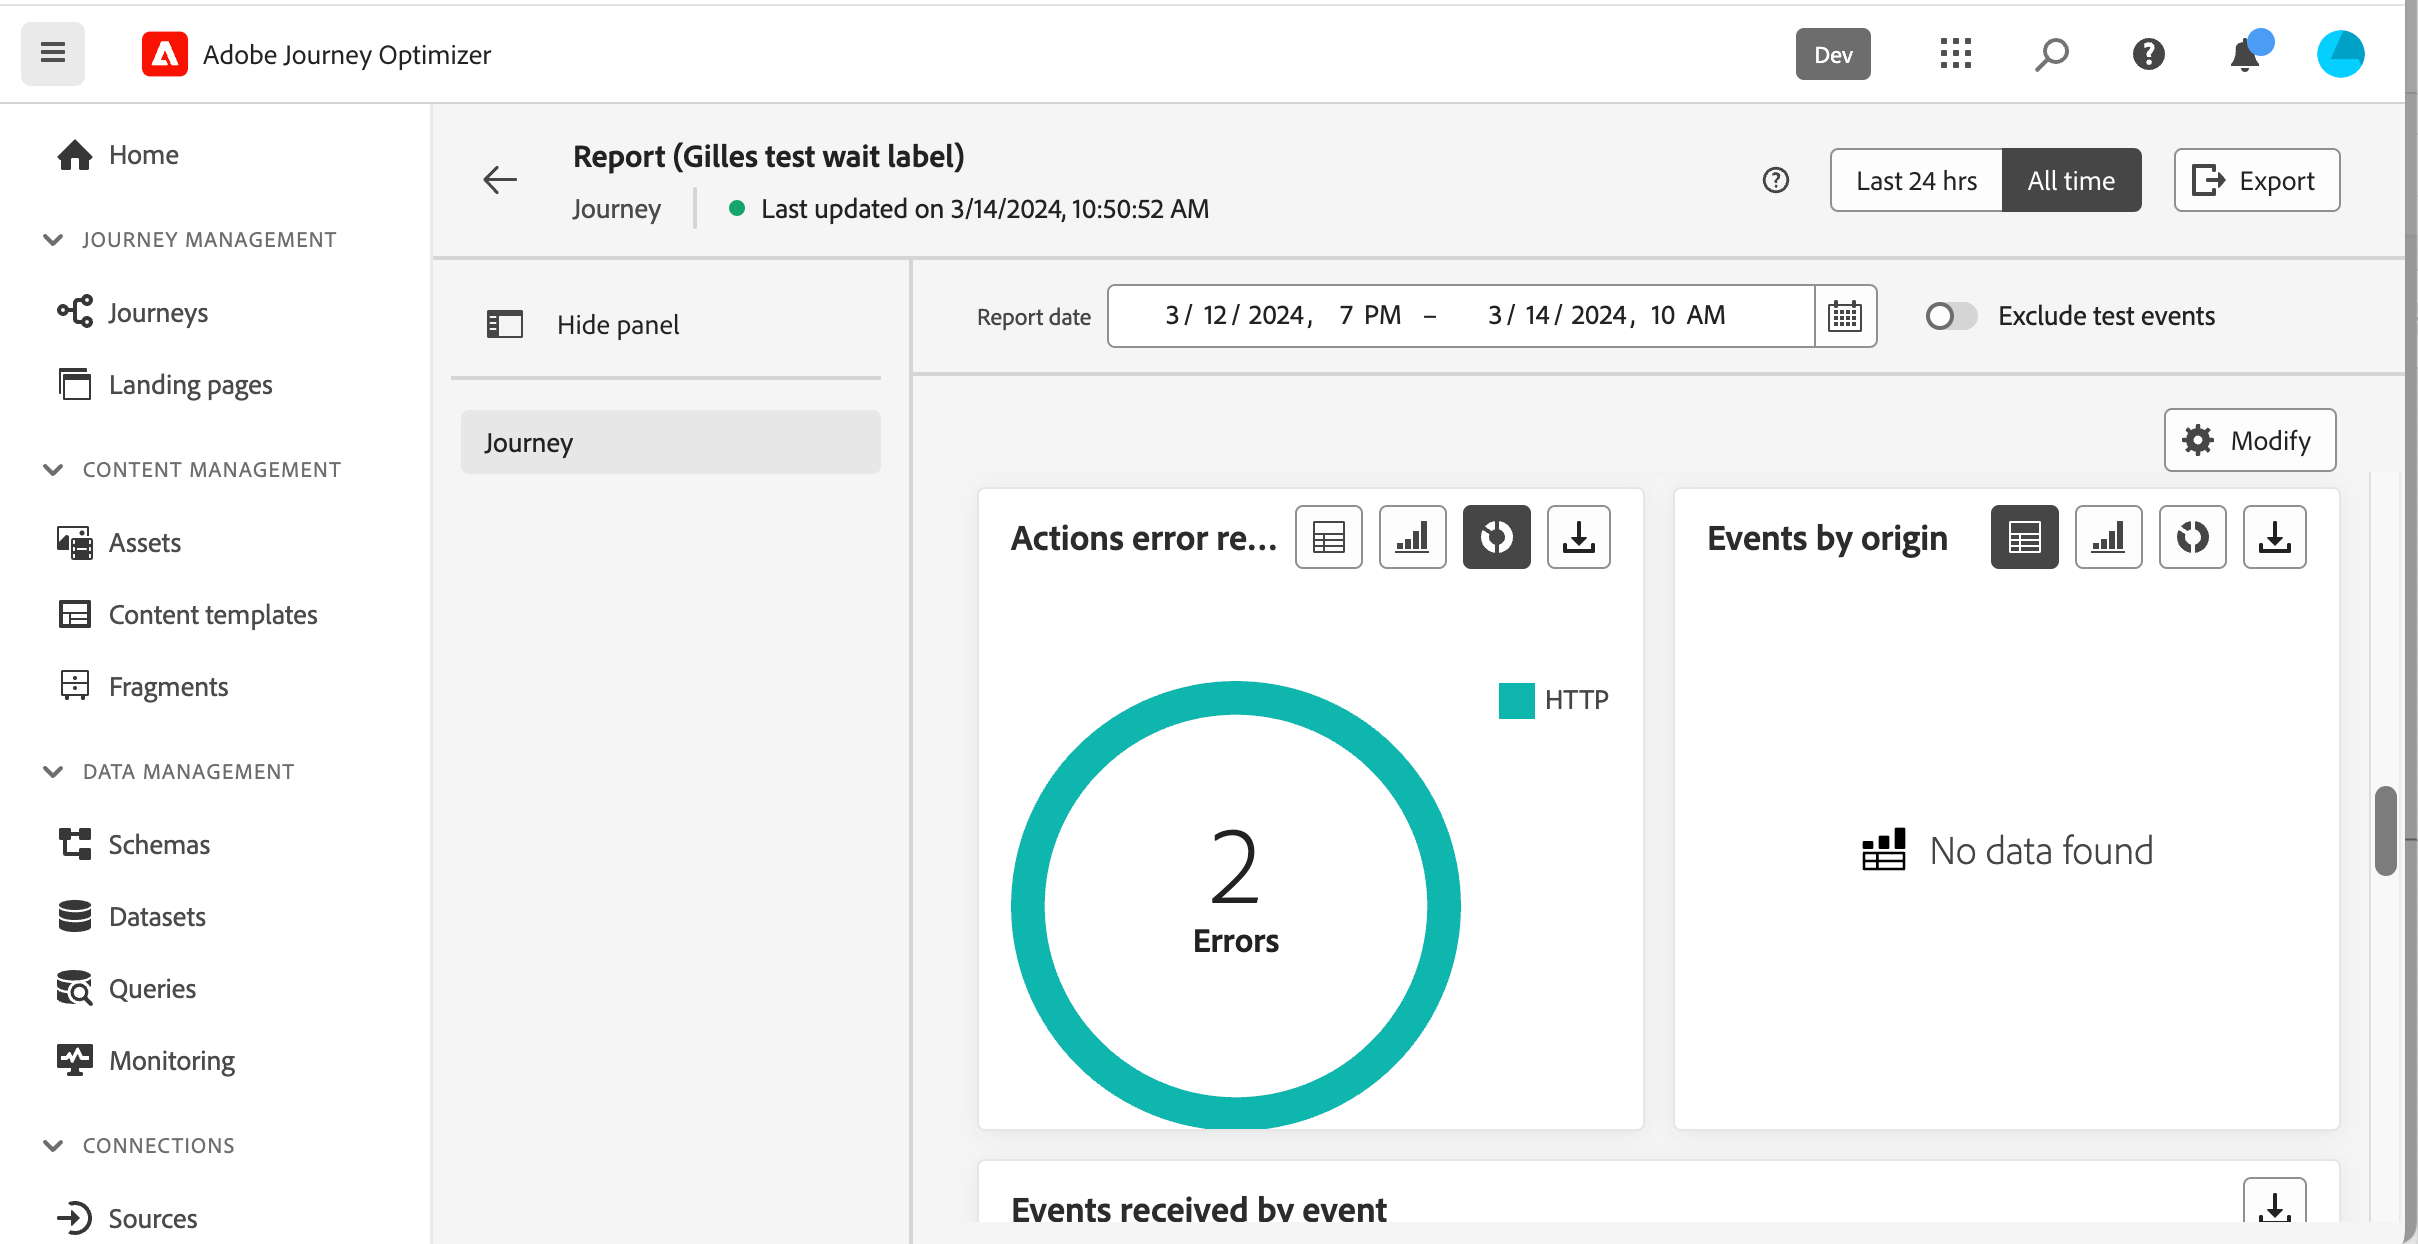 Adobe Journey Optimizer
Dev
Home
JOURNEY MANAGEMENT
Journeys
Landing pages
CONTENT MANAGEMENT
Assets
Content templates
Fragments
DATA MANAGEMENT
Schemas
Datasets
Queries
Monitoring
CONNECTIONS
Sources
Report (Gilles test wait label)
Journey
Last updated on 3/14/2024, 10:50:52 AM
Last 24 hrs
All time
Export
Hide panel
Journey
Report date
3/ 12/ 2024, 7 PM – 3/ 14/ 2024, 10 AM
Exclude test events
Modify
Actions error re...
HTTP
2
Errors
Events by origin
No data found
Events received by event